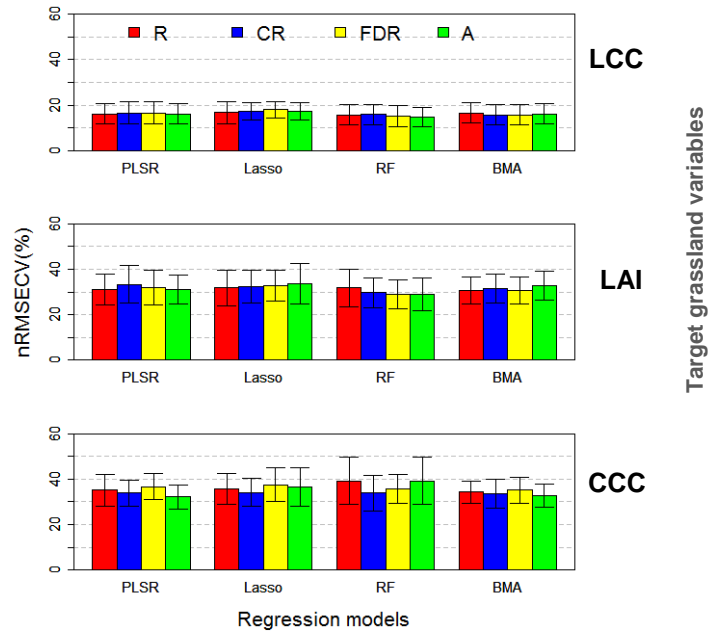 60
40
20
0
R CR FDR A
PLSR Lasso RF BMA
LCC
60
40
20
0
PLSR Lasso RF BMA
LAI
nRMSECV(%)
60
40
20
0
PLSR Lasso RF BMA
CCC
Regression models
Target grassland variables